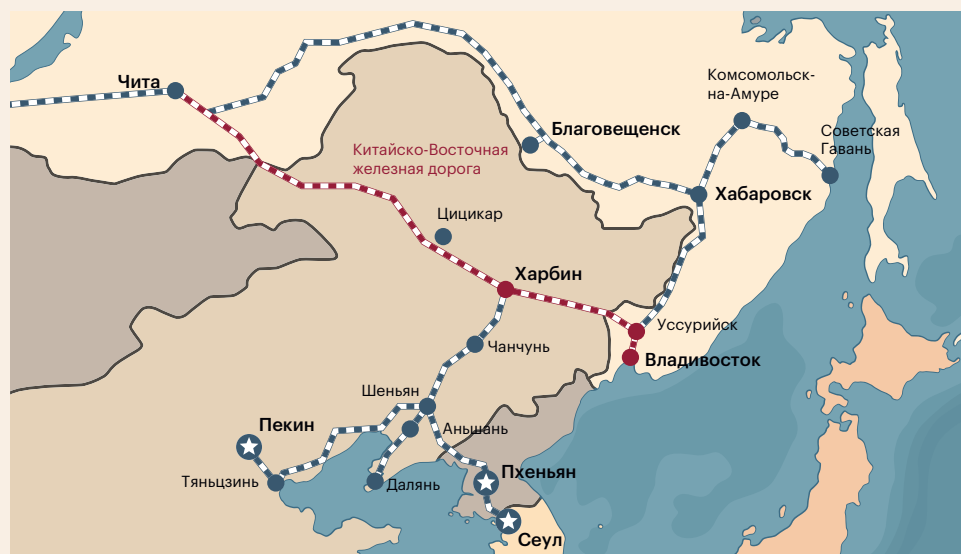 Комсомольск-
на-Амуре
Чита
Благовещенск
Советская
Гавань
Китайско-Восточная
железная дорога
Хабаровск
Цицикар
Харбин
Уссурийск
Чанчунь
Владивосток
Шеньян
Пекин
Аньшань
Пхеньян
Тяньцзинь
Далянь
Сеул